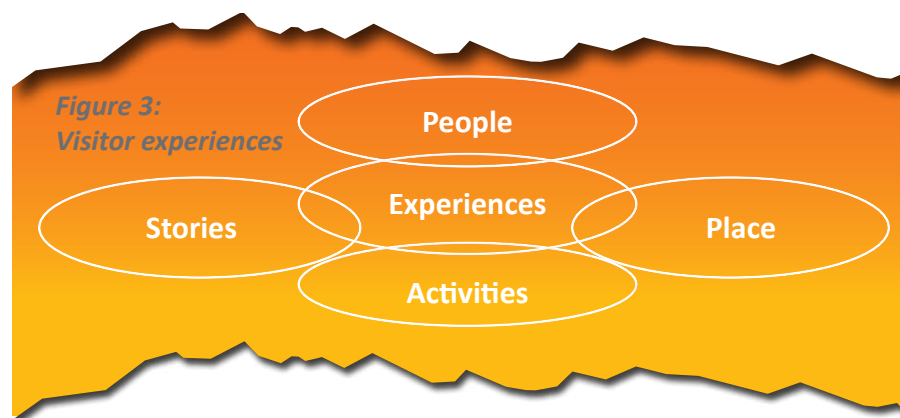 Figure 3:
Visitor experiences
People
Experiences
Stories
Place
Activities